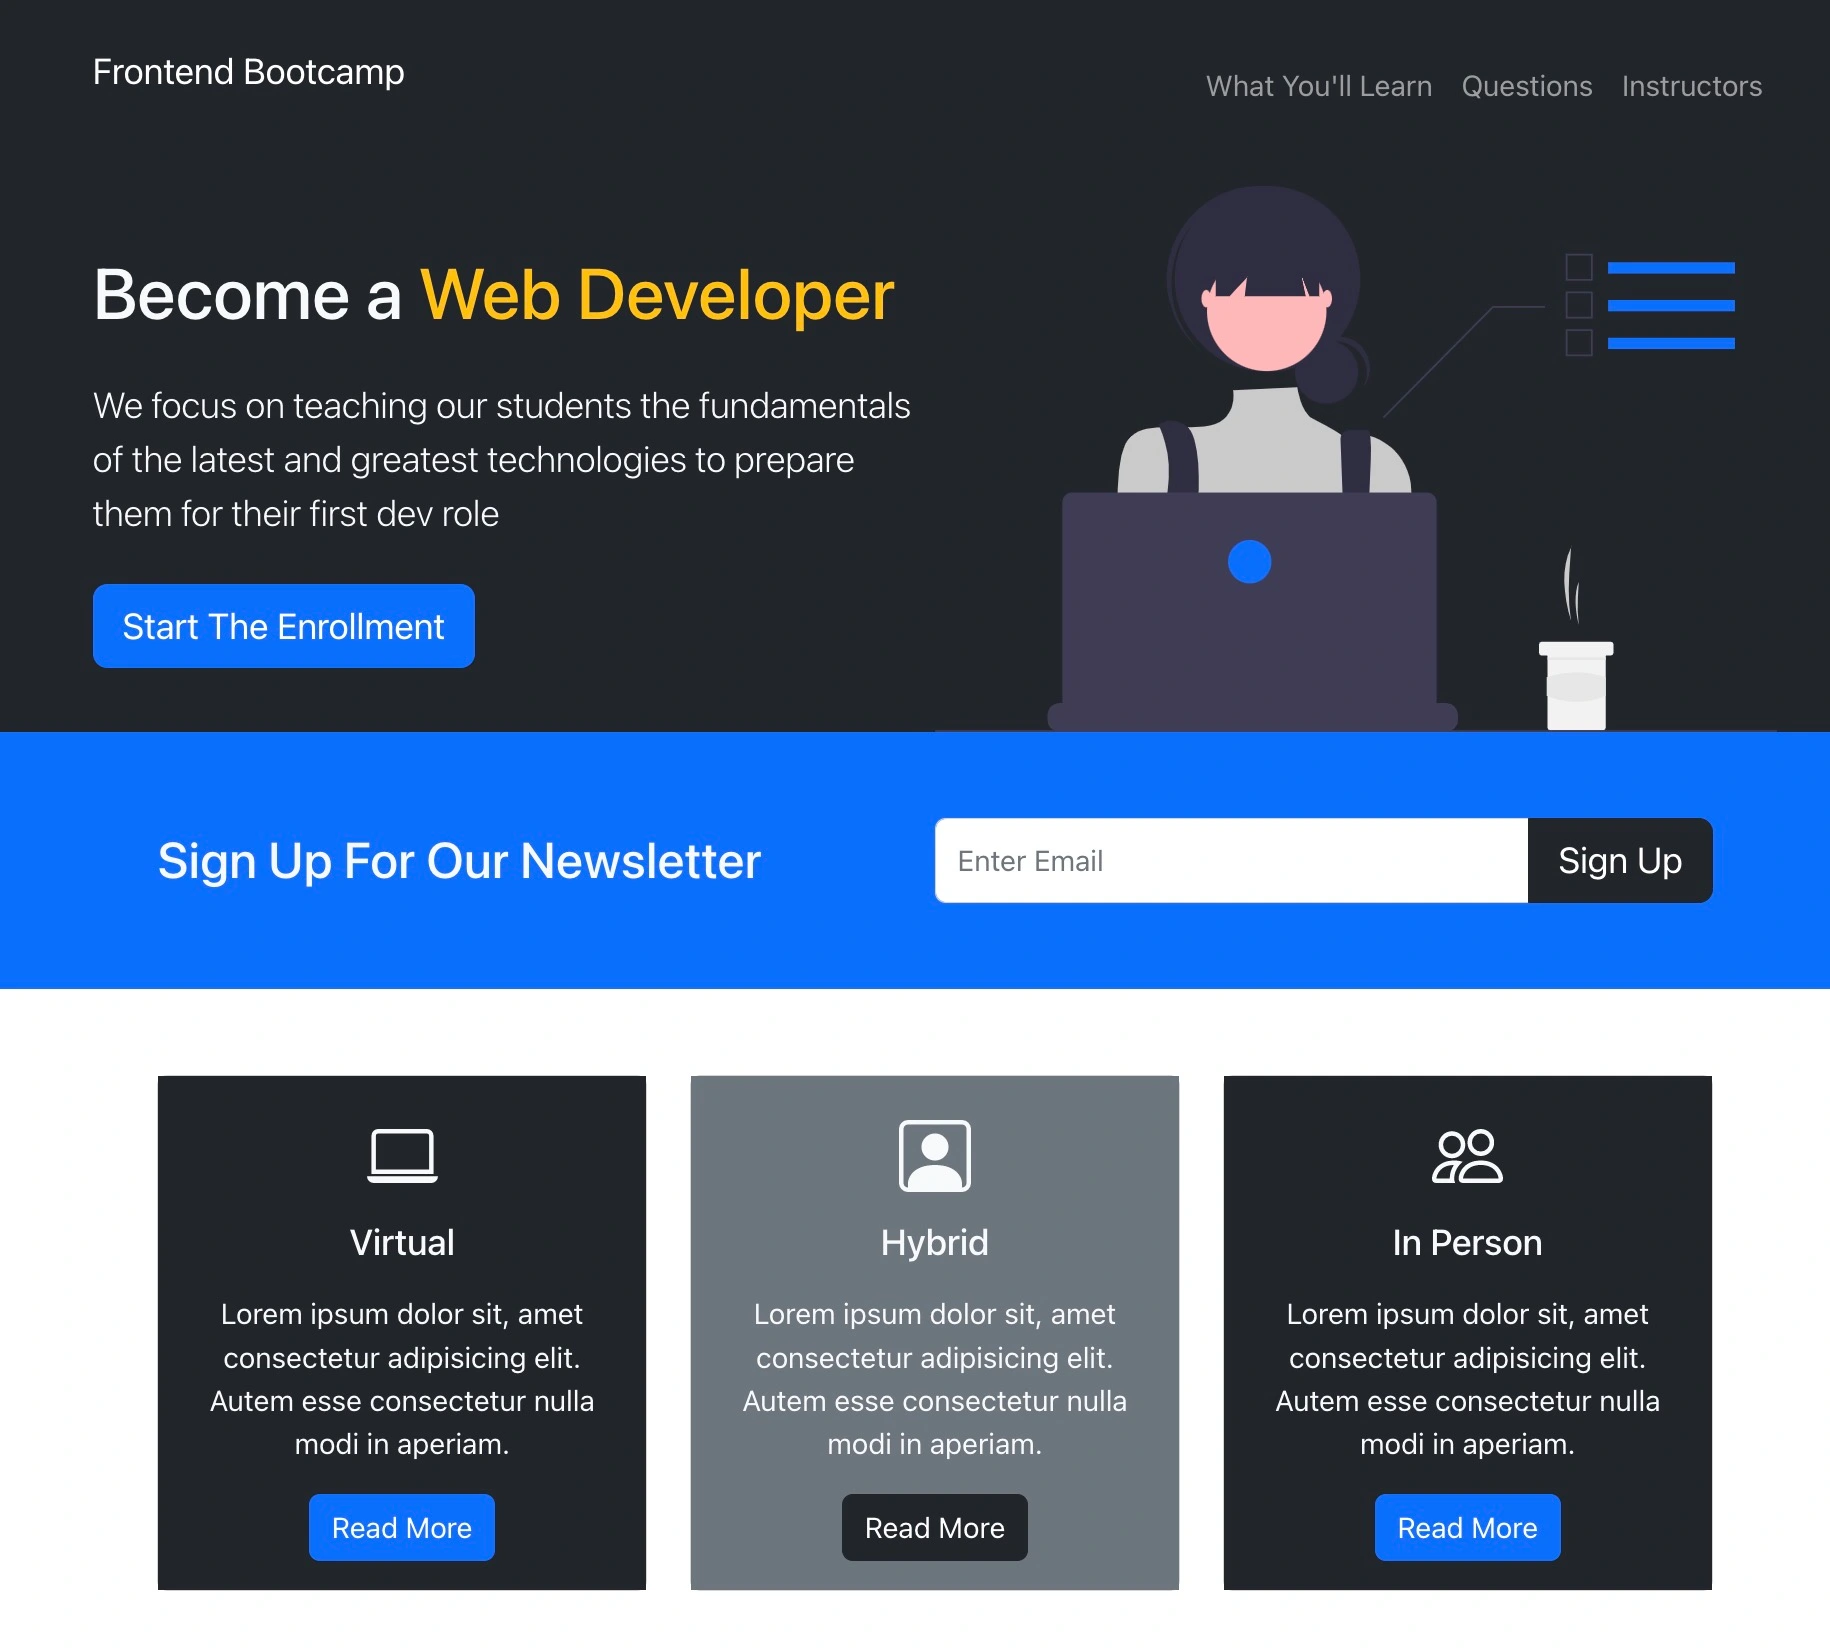 Frontend Bootcamp
What You'll Learn Questions Instructors
Become a Web Developer
We focus on teaching our students the fundamentals
of the latest and greatest technologies to prepare
them for their first dev role
Start The Enrollment
Sign Up For Our Newsletter
Enter Email
Sign Up
Virtual
Lorem ipsum dolor sit, amet
consectetur adipisicing elit.
Autem esse consectetur nulla
modi in aperiam.
Read More
Hybrid
Lorem ipsum dolor sit, amet
consectetur adipisicing elit.
Autem esse consectetur nulla
modi in aperiam.
Read More
In Person
Lorem ipsum dolor sit, amet
consectetur adipisicing elit.
Autem esse consectetur nulla
modi in aperiam.
Read More